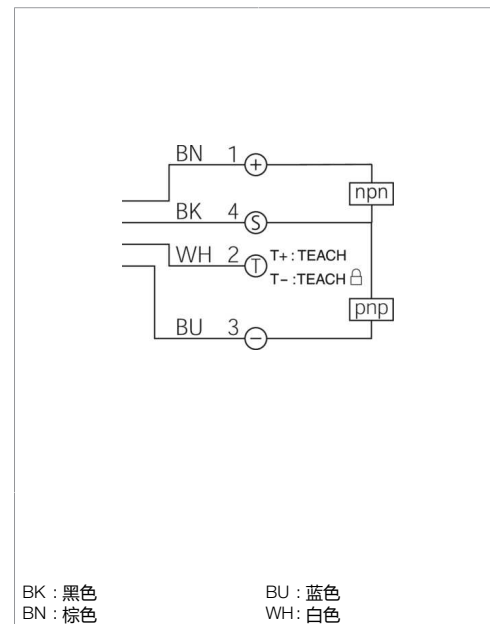 BN 1 +
npn
BK 4 S
WH 2 T T+: TEACH
T- :TEACH
pnp
BU 3 −
BK : 黑色 BU : 蓝色
BN : 棕色 WH: 白色